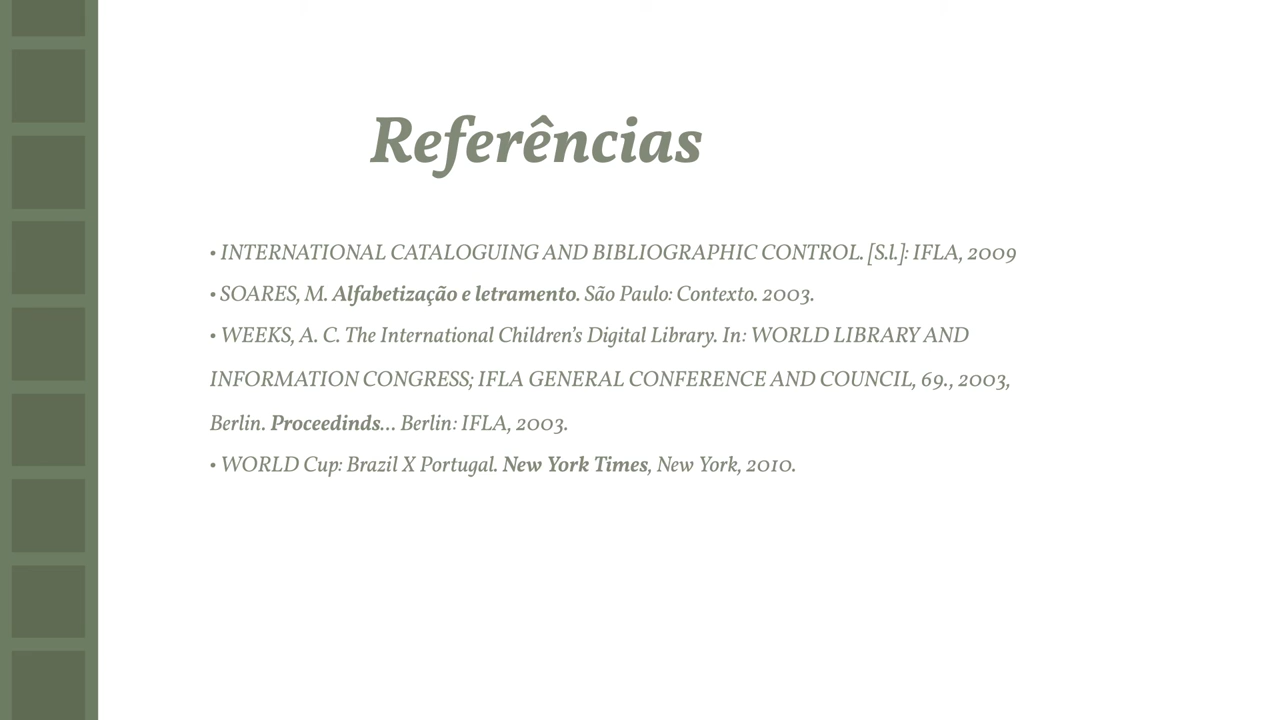 Referências
• INTERNATIONAL CATALOGUING AND BIBLIOGRAPHIC CONTROL. [S.l.]: IFLA, 2009
• SOARES, M. Alfabetização e letramento. São Paulo: Contexto. 2003.
• WEEKS, A. C. The International Children’s Digital Library. In: WORLD LIBRARY AND
INFORMATION CONGRESS; IFLA GENERAL CONFERENCE AND COUNCIL, 69., 2003,
Berlin. Proceedinds... Berlin: IFLA, 2003.
• WORLD Cup: Brazil X Portugal. New York Times, New York, 2010.